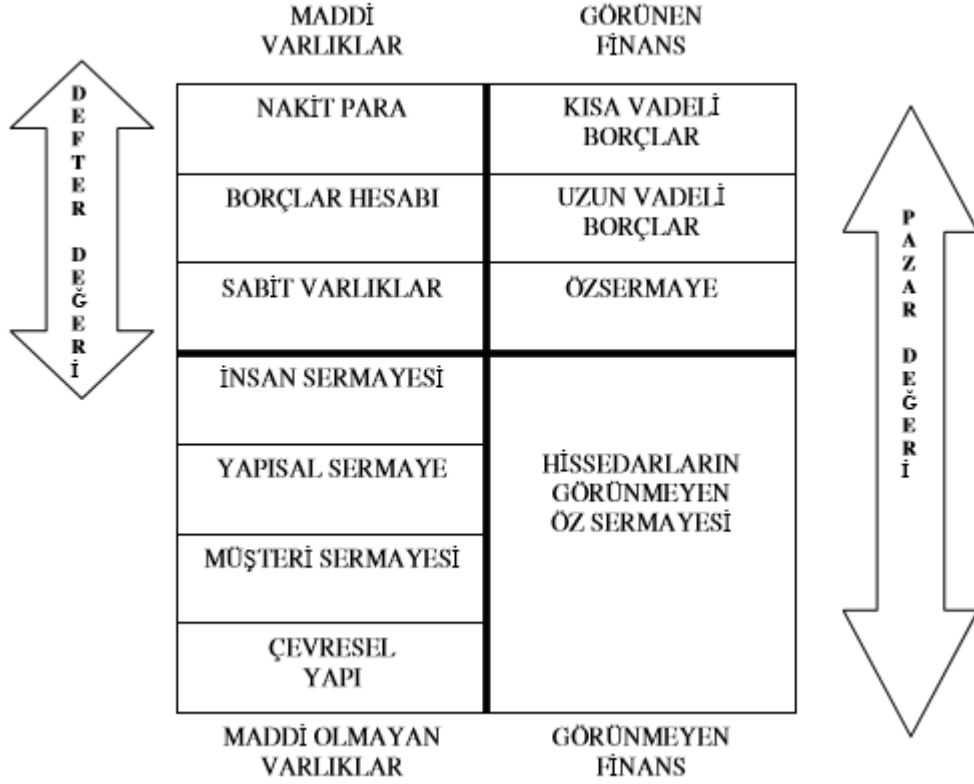 MADDİ
VARLIKLAR
GÖRÜNEN
FİNANS
DEFTER DEĞERİ
NAKİT PARA
KISA VADELİ
BORÇLAR
BORÇLAR HESABI
UZUN VADELİ
BORÇLAR
SABİT VARLIKLAR
ÖZSERMAYE
PAZAR DEĞERİ
İNSAN SERMAYESİ
YAPISAL SERMAYE
HİSSEDARLARIN
GÖRÜNMEYEN
ÖZ SERMAYESİ
MÜŞTERİ SERMAYESİ
ÇEVRESEL
YAPI
MADDİ OLMAYAN
VARLIKLAR
GÖRÜNMEYEN
FİNANS